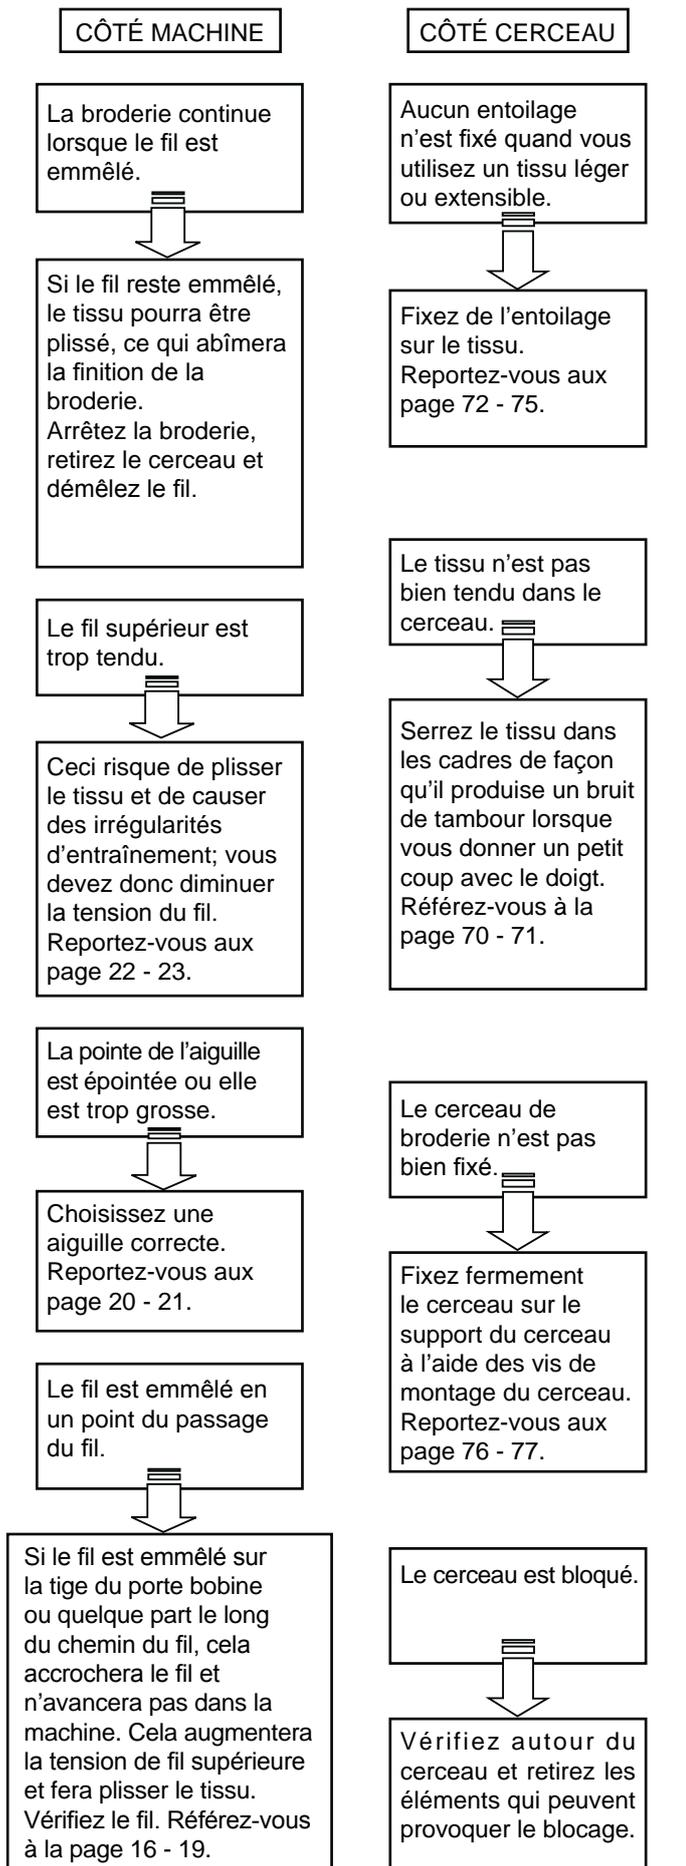 CÔTÉ MACHINE
La broderie continue
lorsque le fil est
emmêlé.
Si le fil reste emmêlé,
le tissu pourra être
plissé, ce qui abîmera
la finition de la
broderie.
Arrêtez la broderie,
retirez le cerceau et
démêlez le fil.
Le fil supérieur est
trop tendu.
Ceci risque de plisser
le tissu et de causer
des irrégularités
d’entraînement; vous
devez donc diminuer
la tension du fil.
Reportez-vous aux
page 22 - 23.
La pointe de l’aiguille
est épointée ou elle
est trop grosse.
Choisissez une
aiguille correcte.
Reportez-vous aux
page 20 - 21.
Le fil est emmêlé en
un point du passage
du fil.
Si le fil est emmêlé sur
la tige du porte bobine
ou quelque part le long
du chemin du fil, cela
accrochera le fil et
n’avancera pas dans la
machine. Cela augmentera
la tension de fil supérieure
et fera plisser le tissu.
Vérifiez le fil. Référez-vous
à la page 16 - 19.
CÔTÉ CERCEAU
Aucun entoilage
n’est fixé quand vous
utilisez un tissu léger
ou extensible.
Fixez de l’entoilage
sur le tissu.
Reportez-vous aux
page 72 - 75.
Le tissu n’est pas
bien tendu dans le
cerceau.
Serrez le tissu dans
les cadres de façon
qu’il produise un bruit
de tambour lorsque
vous donner un petit
coup avec le doigt.
Référez-vous à la
page 70 - 71.
Le cerceau de
broderie n’est pas
bien fixé.
Fixez fermement
le cerceau sur le
support du cerceau
à l’aide des vis de
montage du cerceau.
Reportez-vous aux
page 76 - 77.
Le cerceau est bloqué.
Vérifiez autour du
cerceau et retirez les
éléments qui peuvent
provoquer le blocage.